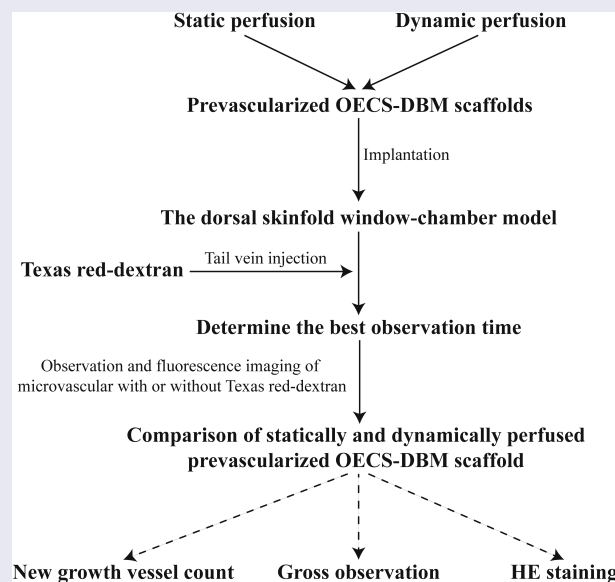 Static perfusion Dynamic perfusion
Prevascularized OECS-DBM scaffolds
Implantation
The dorsal skinfold window-chamber model
Tail vein injection
Texas red-dextran
Determine the best observation time
Observation and fluorescence imaging of
microvascular with or without Texas red-dextran
Comparison of statically and dynamically perfused
prevascularized OECS-DBM scaffold
New growth vessel count Gross observation HE staining